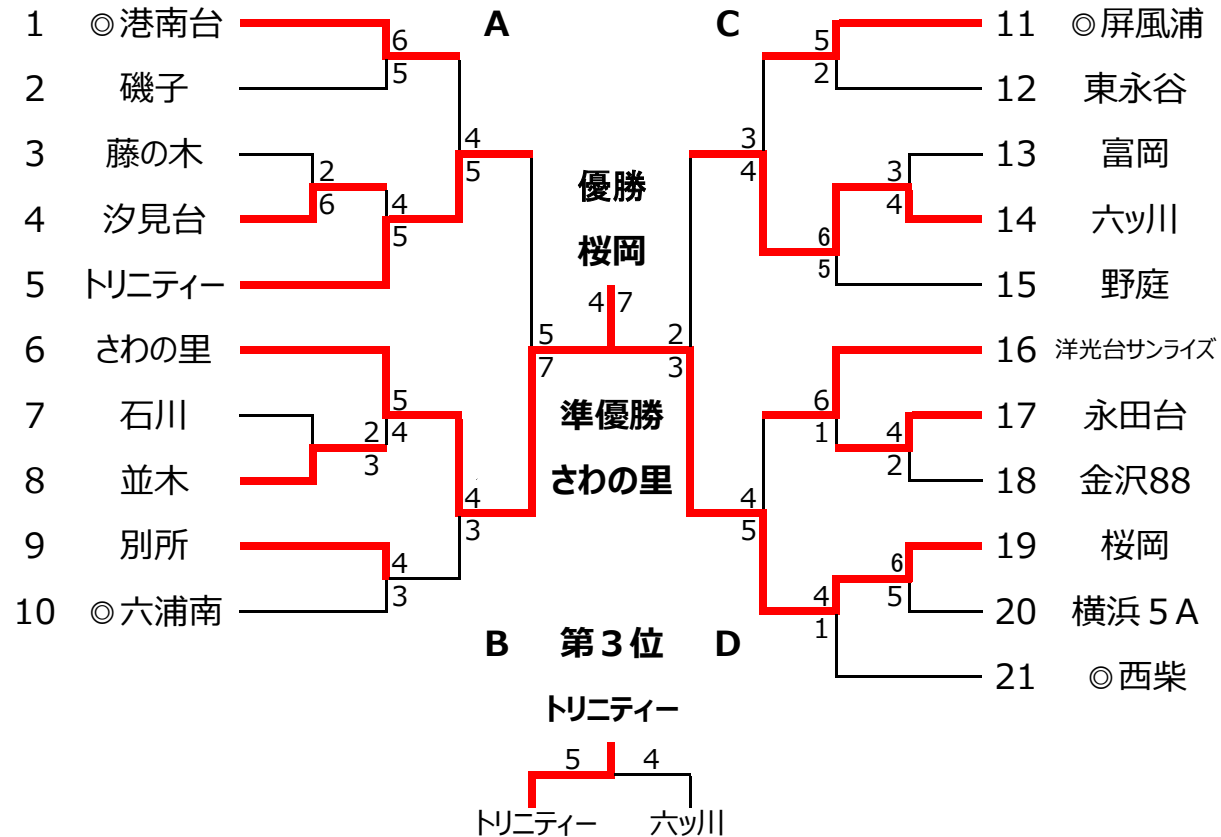 1 ◎港南台
2 磯子
3 藤の木
4 汐見台
5 トリニティー
6 さわの里
7 石川
8 並木
9 別所
10 ◎六浦南
A
B
6
5
2
6
4
5
4
5
5
4
2
3
4
3
4
3
5
7
優勝
桜岡
4 7
準優勝
さわの里
C
D
11 ◎屏風浦
12 東永谷
13 富岡
14 六ッ川
15 野庭
16 洋光台サンライズ
17 永田台
18 金沢88
19 桜岡
20 横浜５A
21 ◎西柴
5
2
3
4
3
4
6
5
2
3
6
1
4
2
4
5
6
5
4
1
第３位
トリニティー
5 4
トリニティー 六ッ川